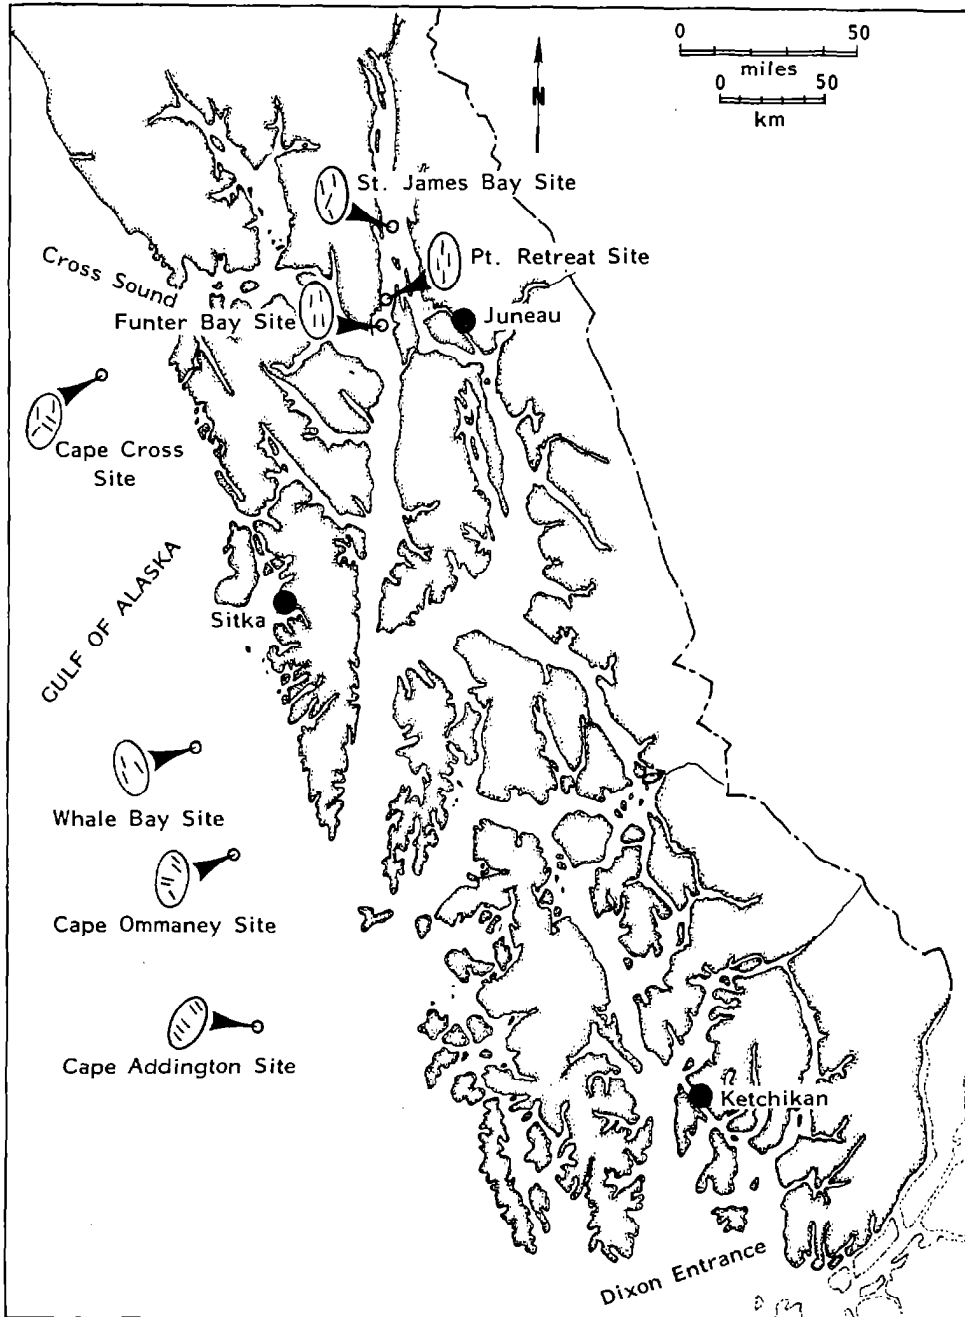 0 50
miles
0 50
km
N
St. James Bay Site
Pt. Retreat Site
Cross Sound
Funter Bay Site
Juneau
Cape Cross
Site
GULF OF ALASKA
Sitka
Whale Bay Site
Cape Ommaney Site
Cape Addington Site
Ketchikan
Dixon Entrance